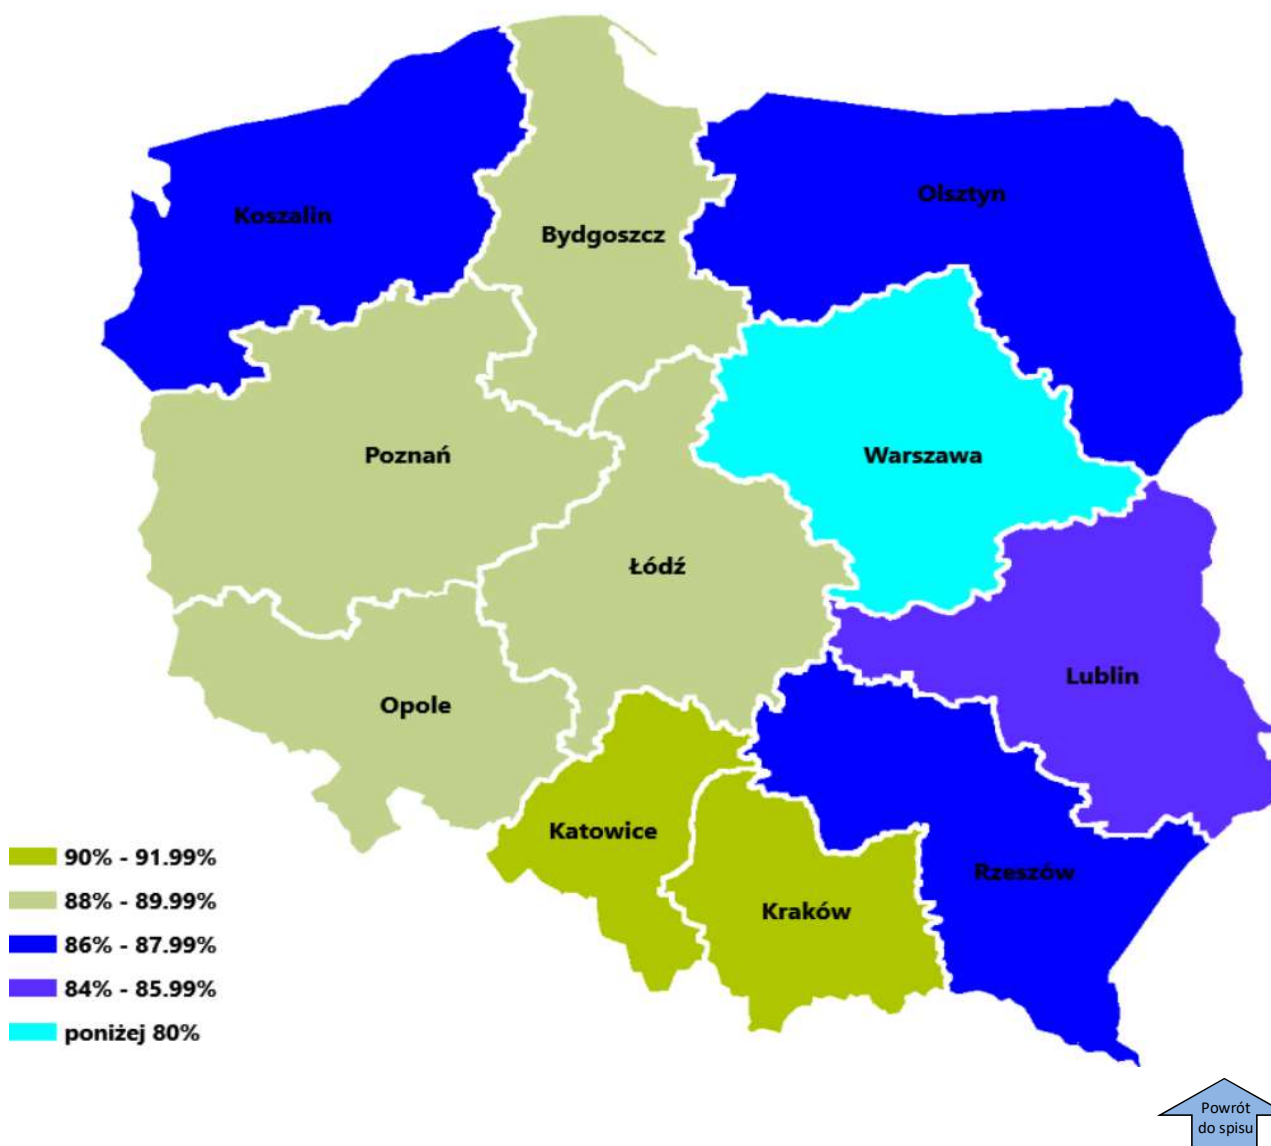 Koszalin
Olsztyn
Bydgoszcz
Poznań
Warszawa
Łódź
Lublin
Opole
Katowice
Rzeszów
Kraków
90% - 91.99%
88% - 89.99%
86% - 87.99%
84% - 85.99%
poniżej 80%
Powrót
do spisu